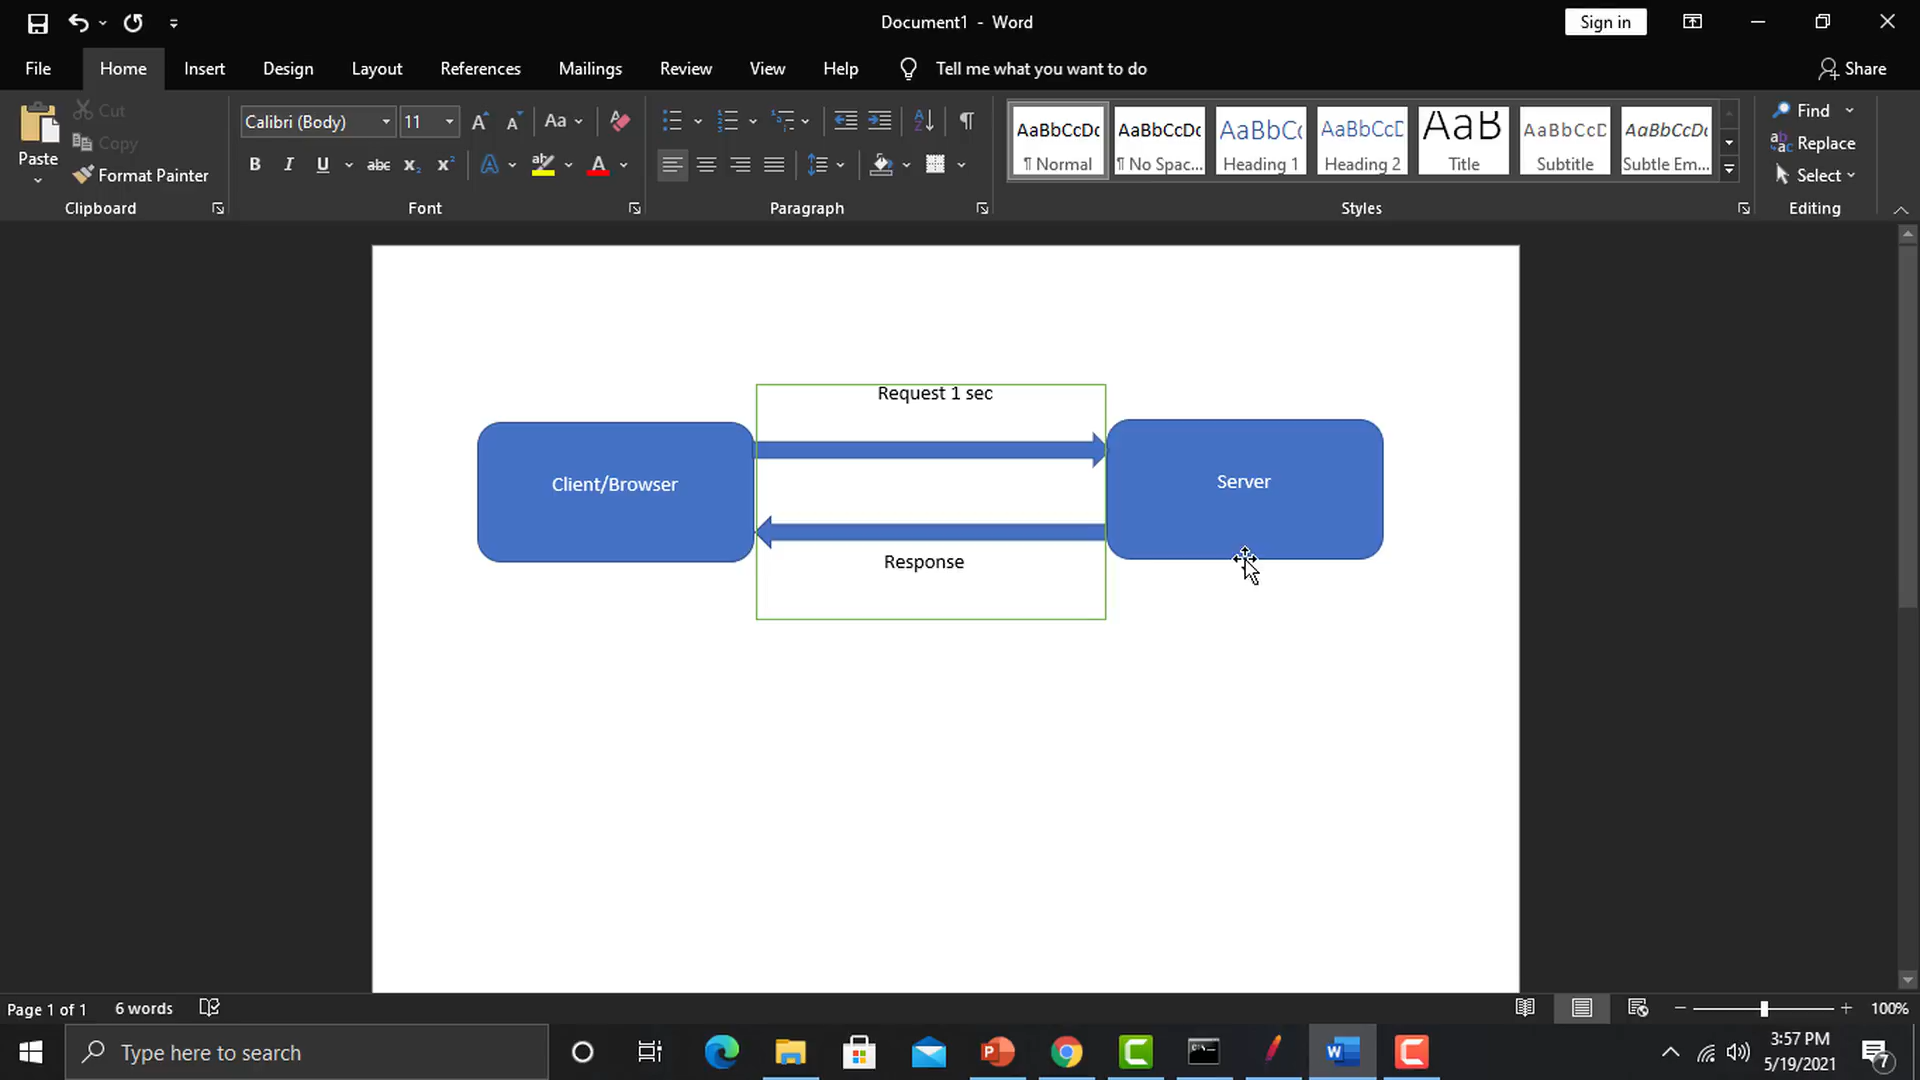 Document1 - Word
Sign in
File Home Insert Design Layout References Mailings Review View Help Tell me what you want to do Share
Paste
Cut
Copy
Format Painter
Clipboard
Calibri (Body) 11
Font
Paragraph
AaBbCcDc AaBbCcDc AaBbCc AaBbCcD AaB AaBbCcD AaBbCcDc
¶ Normal ¶ No Spac... Heading 1 Heading 2 Title Subtitle Subtle Em...
Styles
Find
Replace
Select
Editing
Request 1 sec
Client/Browser
Server
Response
Page 1 of 1 6 words
100%
Type here to search
3:57 PM
5/19/2021
7